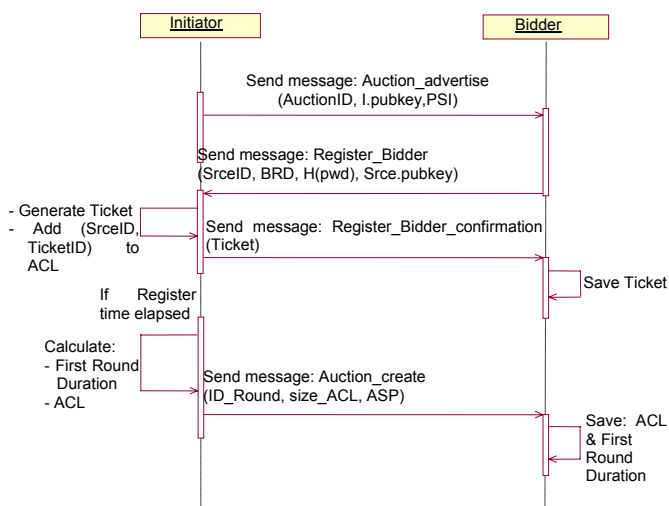 Initiator
Bidder
Send message: Auction_advertise
(AuctionID, I.pubkey,PSI)
Send message: Register_Bidder
(SrceID, BRD, H(pwd), Srce.pubkey)
- Generate Ticket
- Add (SrceID,
TicketID) to
ACL
Send message: Register_Bidder_confirmation
(Ticket)
Save Ticket
If Register
time elapsed
Calculate:
- First Round
Duration
- ACL
Send message: Auction_create
(ID_Round, size_ACL, ASP)
Save: ACL
& First
Round
Duration